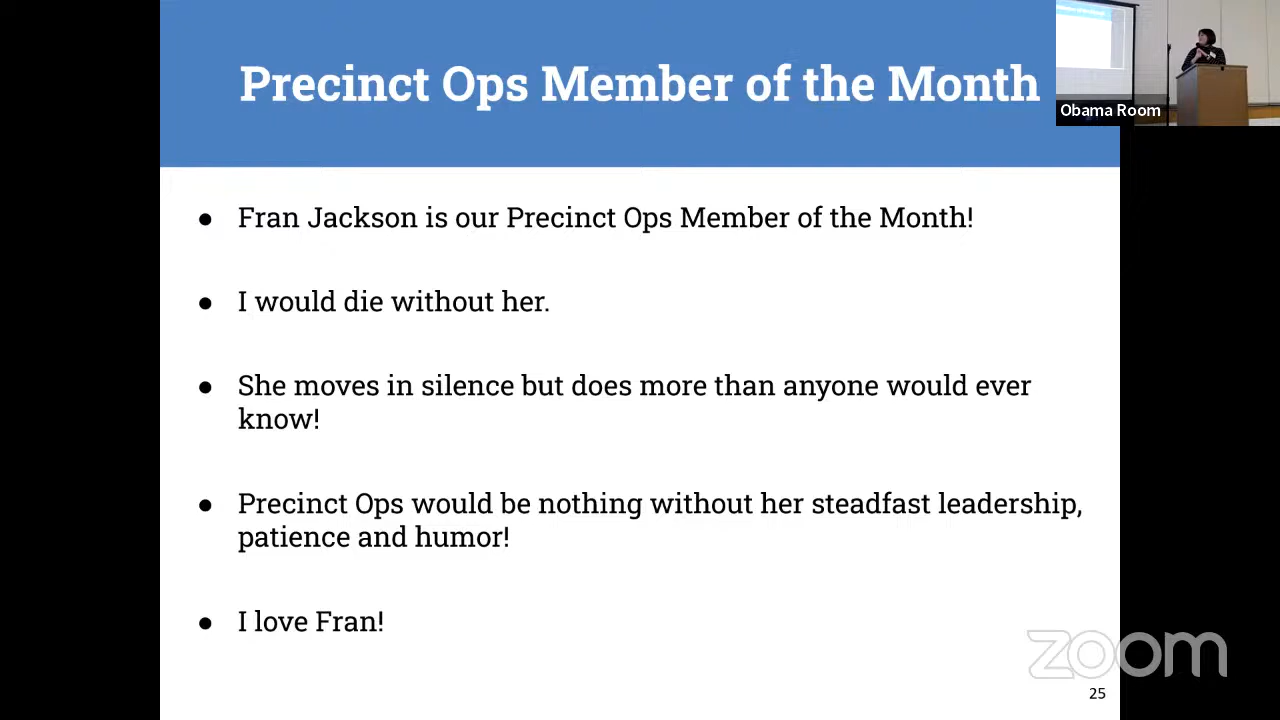 Precinct Ops Member of the Month
Obama Room
● Fran Jackson is our Precinct Ops Member of the Month!
● I would die without her.
● She moves in silence but does more than anyone would ever
know!
● Precinct Ops would be nothing without her steadfast leadership,
patience and humor!
● I love Fran!
zoom
25